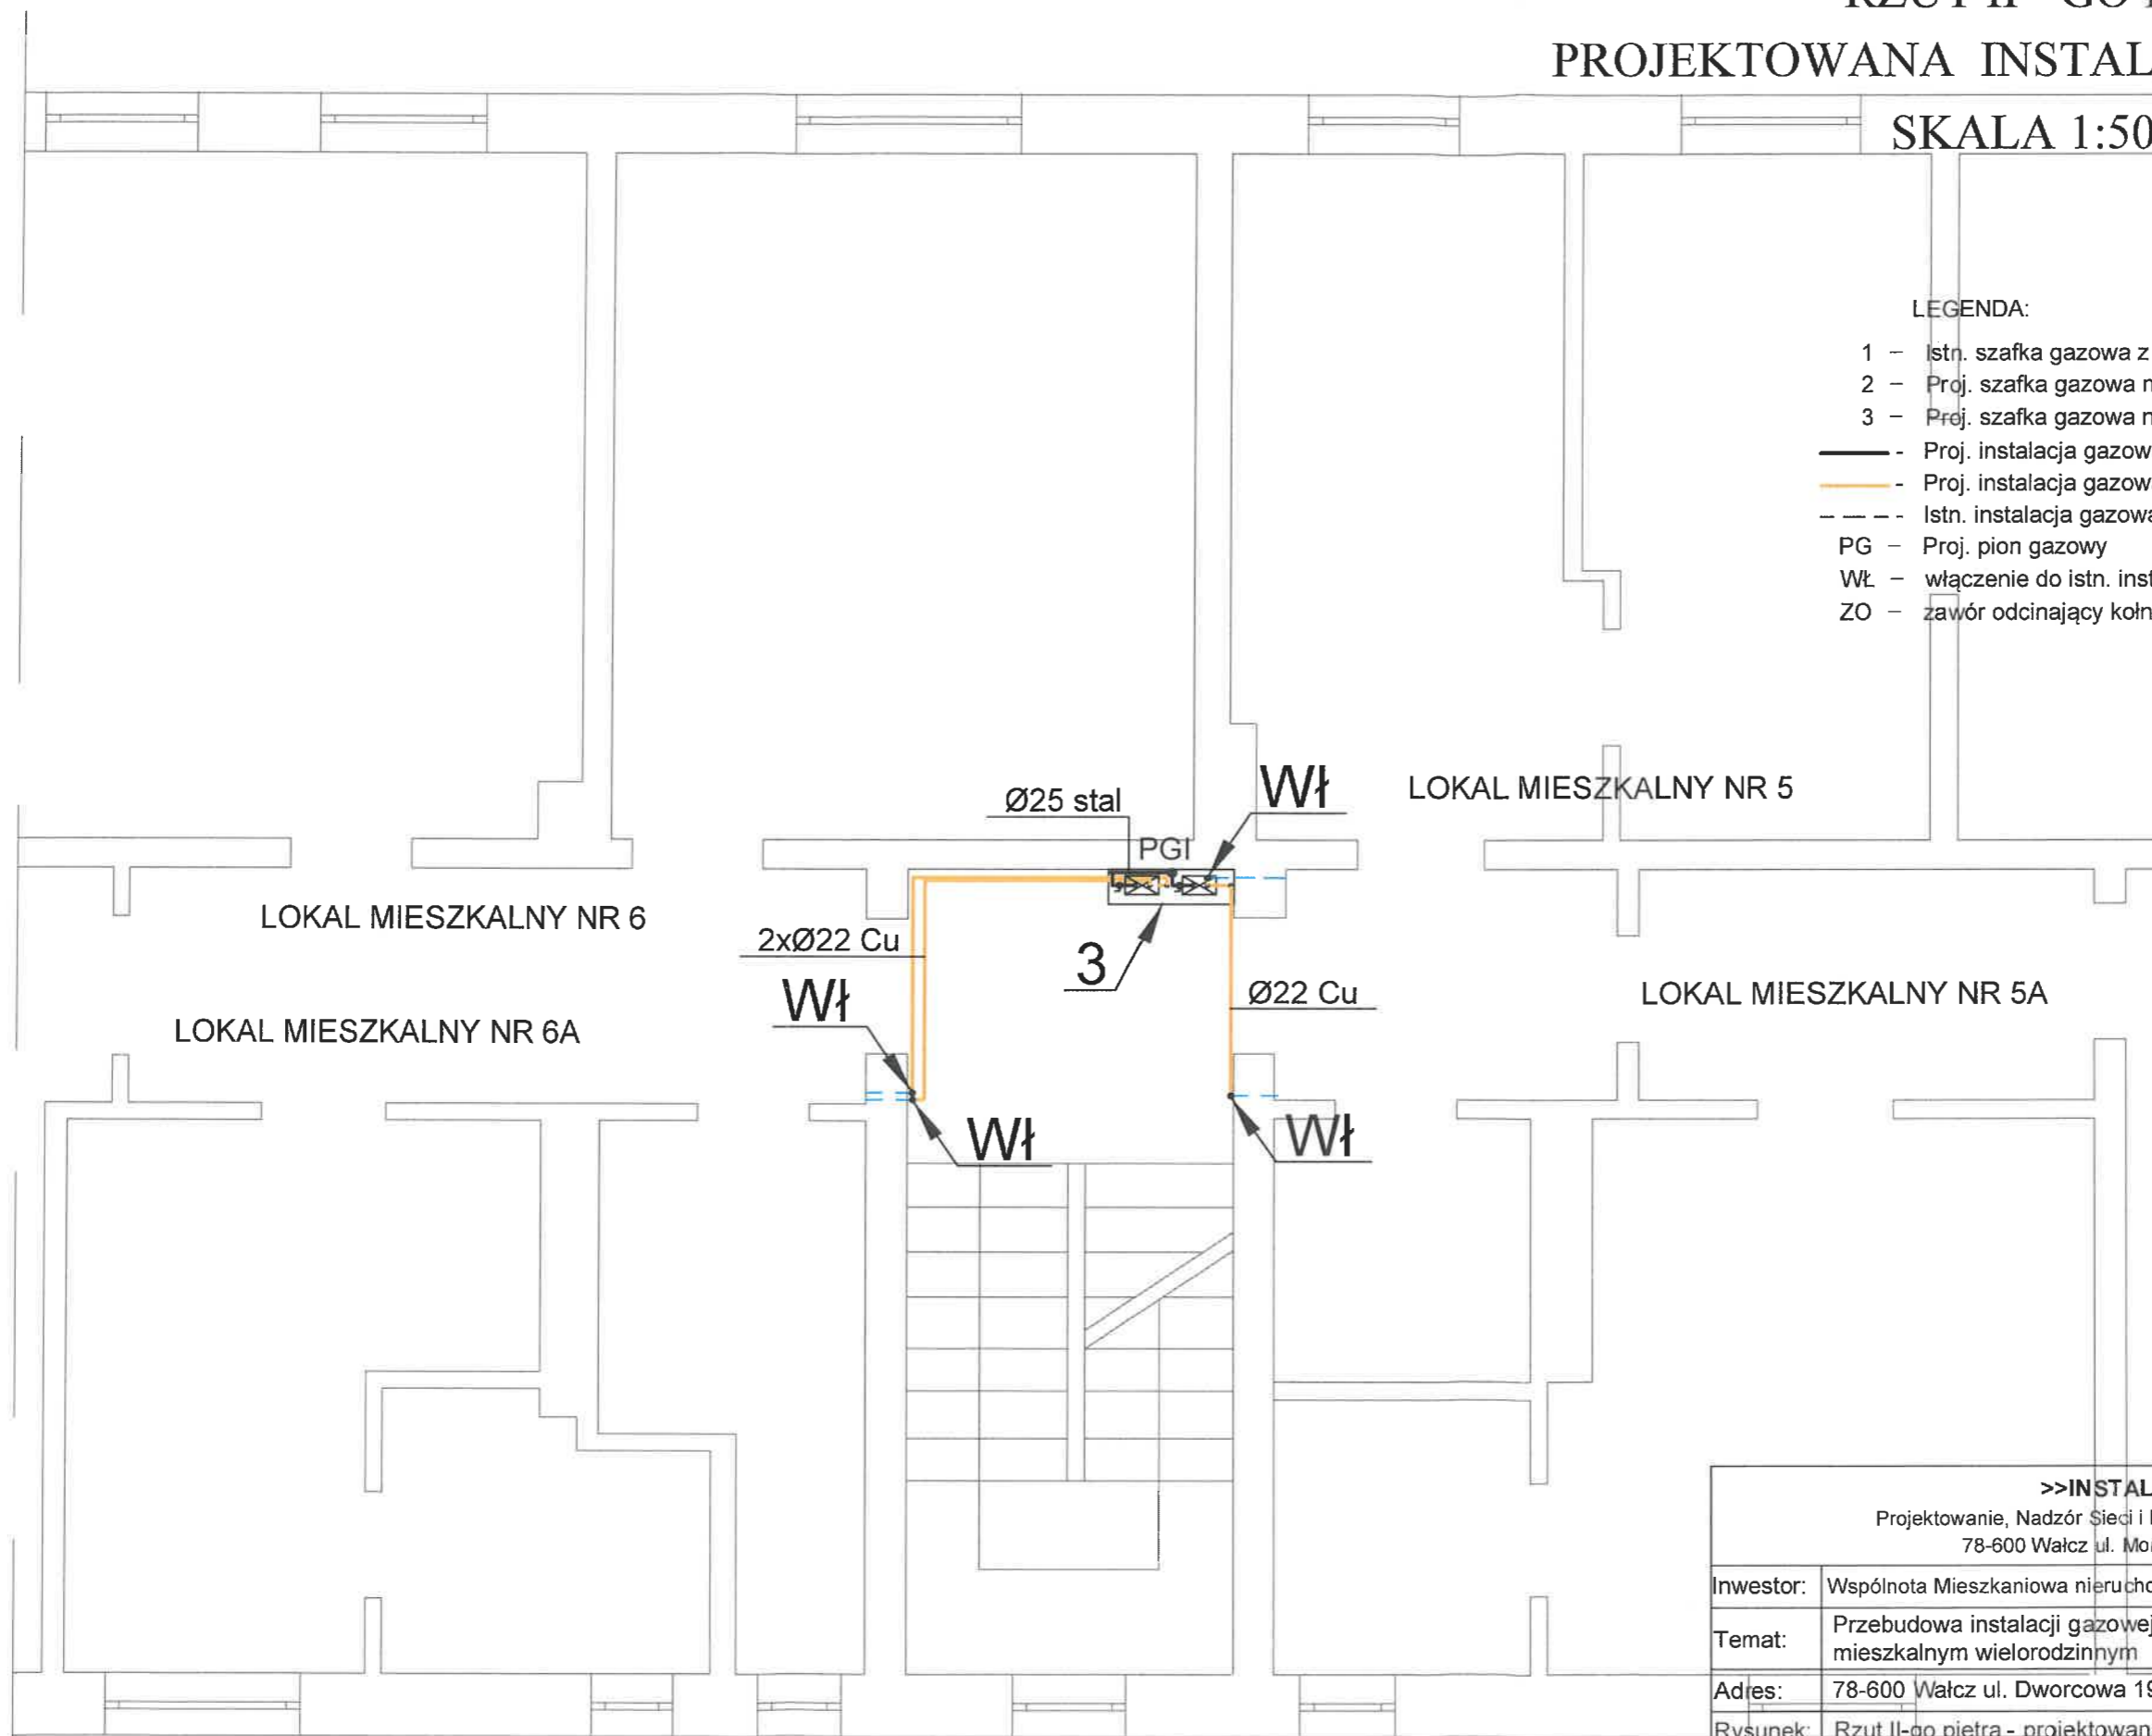 PROJEKTOWANA INSTAL
SKALA 1:50
LEGENDA:
1 – Istn. szafka gazowa z
2 – Proj. szafka gazowa n
3 – Proj. szafka gazowa n
- Proj. instalacja gazow
- Proj. instalacja gazow
- Istn. instalacja gazowa
PG – Proj. pion gazowy
WŁ – włączenie do istn. inst
ZO – zawór odcinający kołn
Ø25 stal
Wł
LOKAL MIESZKALNY NR 5
PGI
LOKAL MIESZKALNY NR 6
2xØ22 Cu
3
Ø22 Cu
LOKAL MIESZKALNY NR 5A
Wł
LOKAL MIESZKALNY NR 6A
Wł
Wł
>>INSTAL
Projektowanie, Nadzór Sieci i
78-600 Wałcz ul. Mo
Inwestor: Wspólnota Mieszkaniowa nierucho
Temat: Przebudowa instalacji gazowej
mieszkalnym wielorodzinnym
Adres: 78-600 Wałcz ul. Dworcowa 19
Rysunek: Rzut II-go piętra - projektowan